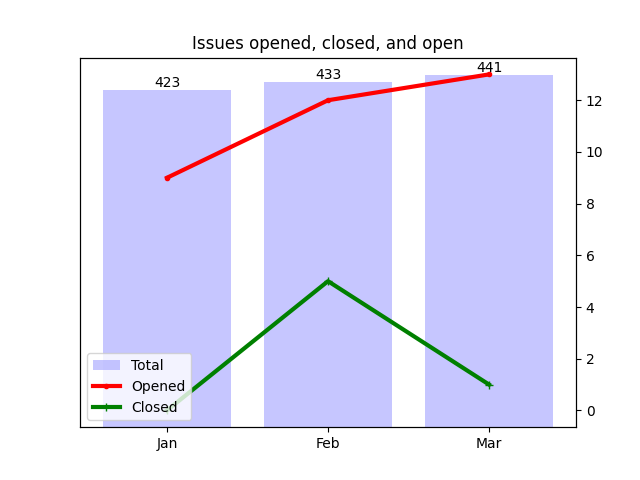 Issues opened, closed, and open
423
433
441
12
10
8
6
4
2
0
Total
Opened
Closed
Jan
Feb
Mar